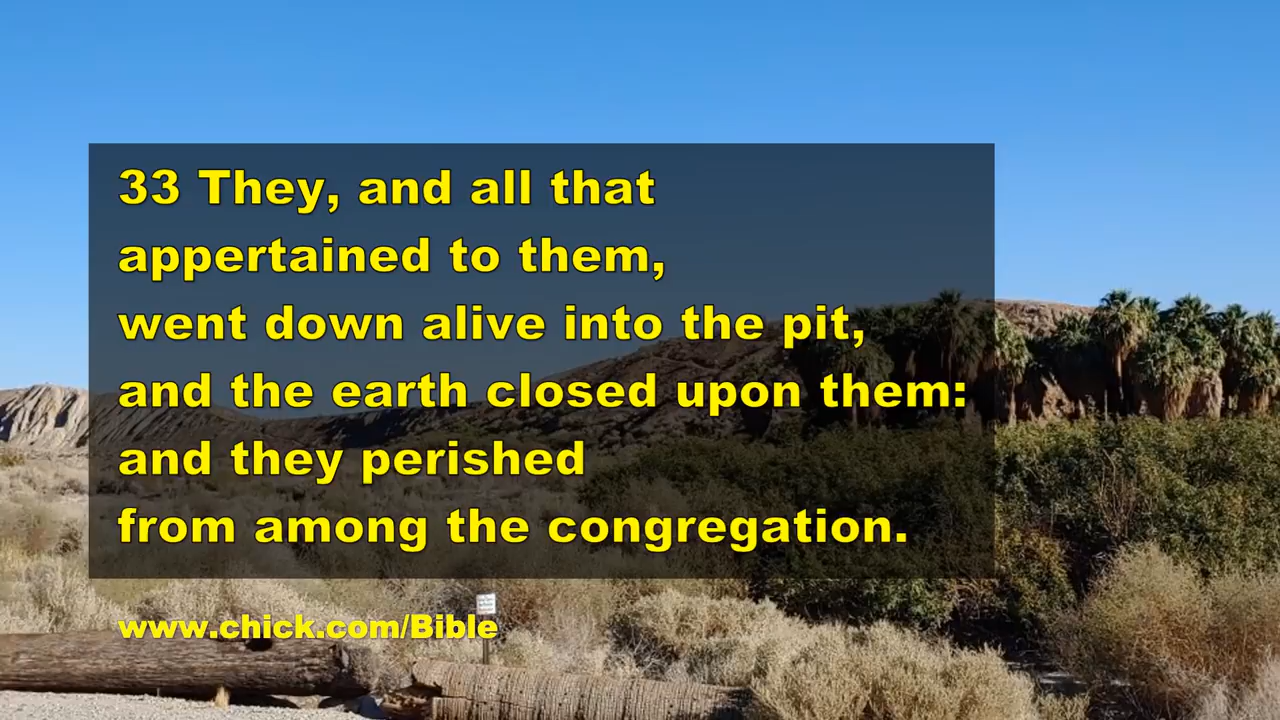 33 They, and all that
appertained to them,
went down alive into the pit,
and the earth closed upon them:
and they perished
from among the congregation.
www.chick.com/Bible